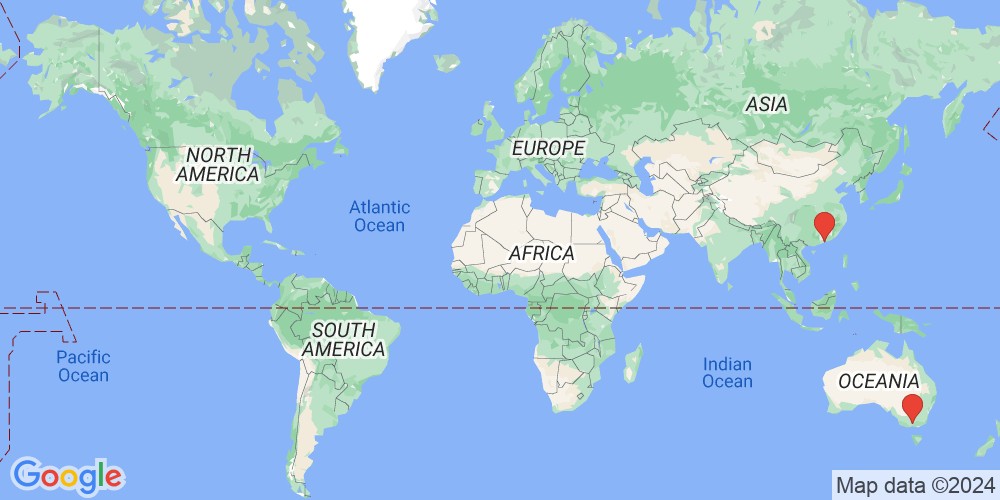 ASIA
EUROPE
NORTH
AMERICA
Atlantic
Ocean
AFRICA
SOUTH
AMERICA
Pacific
Ocean
Indian
Ocean
OCEANIA
Google
Map data ©2024